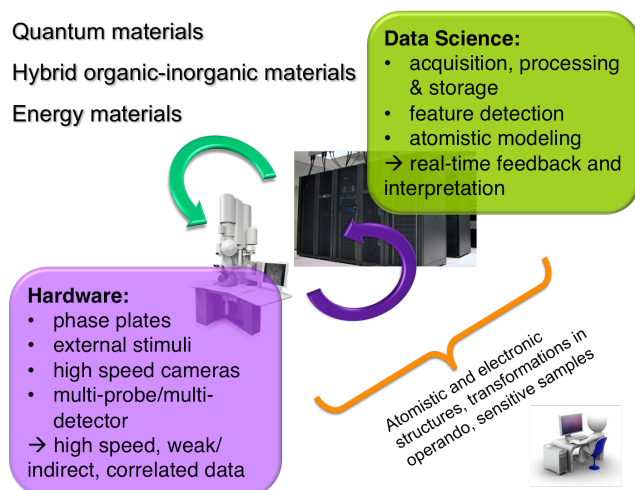 Quantum materials
Hybrid organic-inorganic materials
Energy materials
Data Science:
• acquisition, processing
& storage
• feature detection
• atomistic modeling
→ real-time feedback and
interpretation
Hardware:
• phase plates
• external stimuli
• high speed cameras
• multi-probe/multi-
detector
→ high speed, weak/
indirect, correlated data
Atomistic and electronic
structures, transformations in
operando, sensitive samples